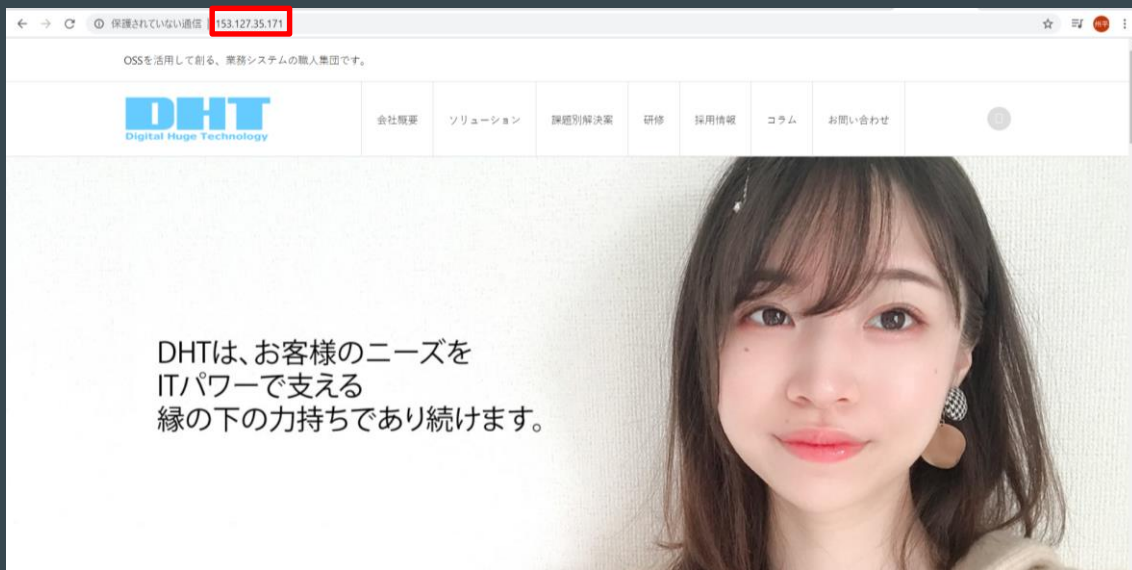 保護されていない通信 | 153.127.35.171
OSSを活用して創る、業務システムの職人集団です。
DHT
Digital Huge Technology
会社概要 ソリューション 課題別解決案 研修 採用情報 コラム お問い合わせ
DHTは、お客様のニーズを
ITパワーで支える
縁の下の力持ちであり続けます。